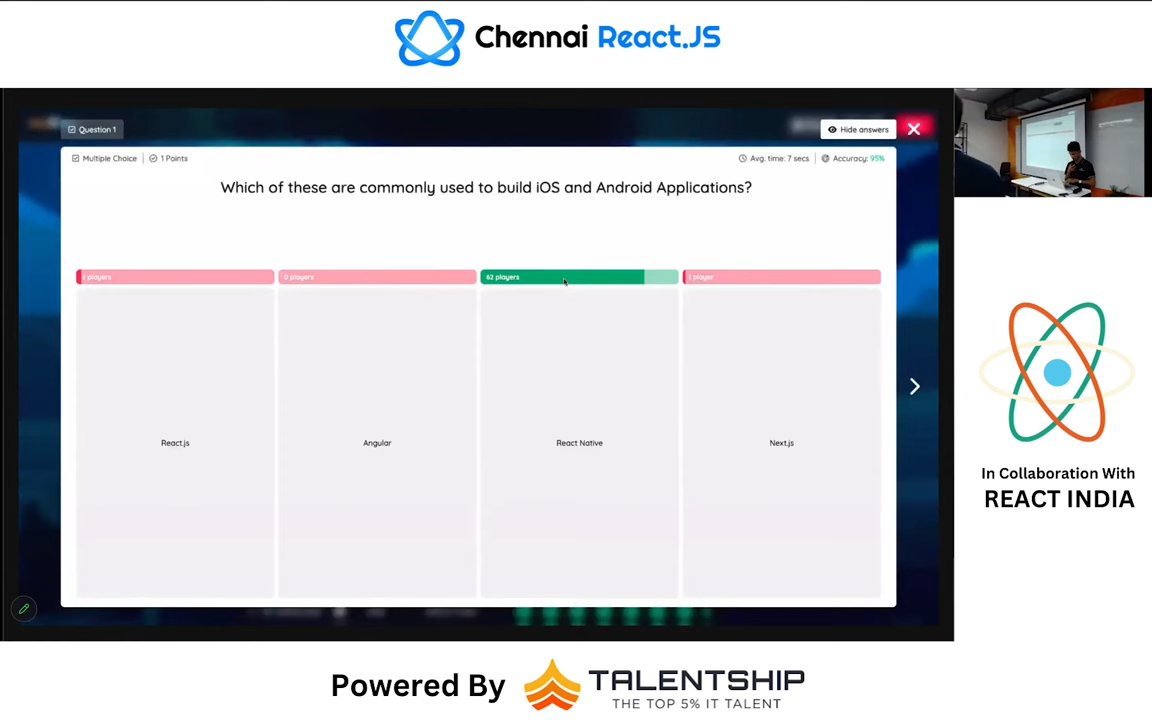 Chennai React.JS
Question 1
Hide answers
Multiple Choice
1 Points
Avg. time: 7 secs
Accuracy: 95%
Which of these are commonly used to build iOS and Android Applications?
players
0 players
62 players
1 player
React.js
Angular
React Native
Next.js
In Collaboration With
REACT INDIA
Powered By
TALENTSHIP
THE TOP 5% IT TALENT